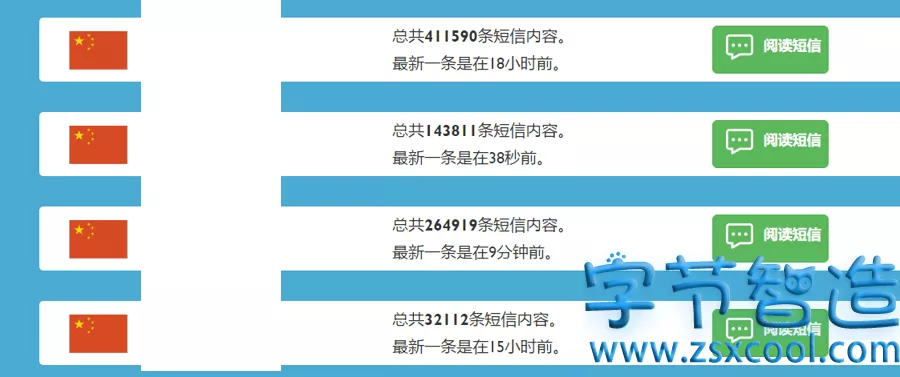 总共411590条短信内容。
最新一条是在18小时前。
阅读短信
总共143811条短信内容。
最新一条是在38秒前。
阅读短信
总共264919条短信内容。
最新一条是在9分钟前。
阅读短信
总共32112条短信内容。
最新一条是在15小时前。
阅读短信
字节智造
www.zsxcool.com